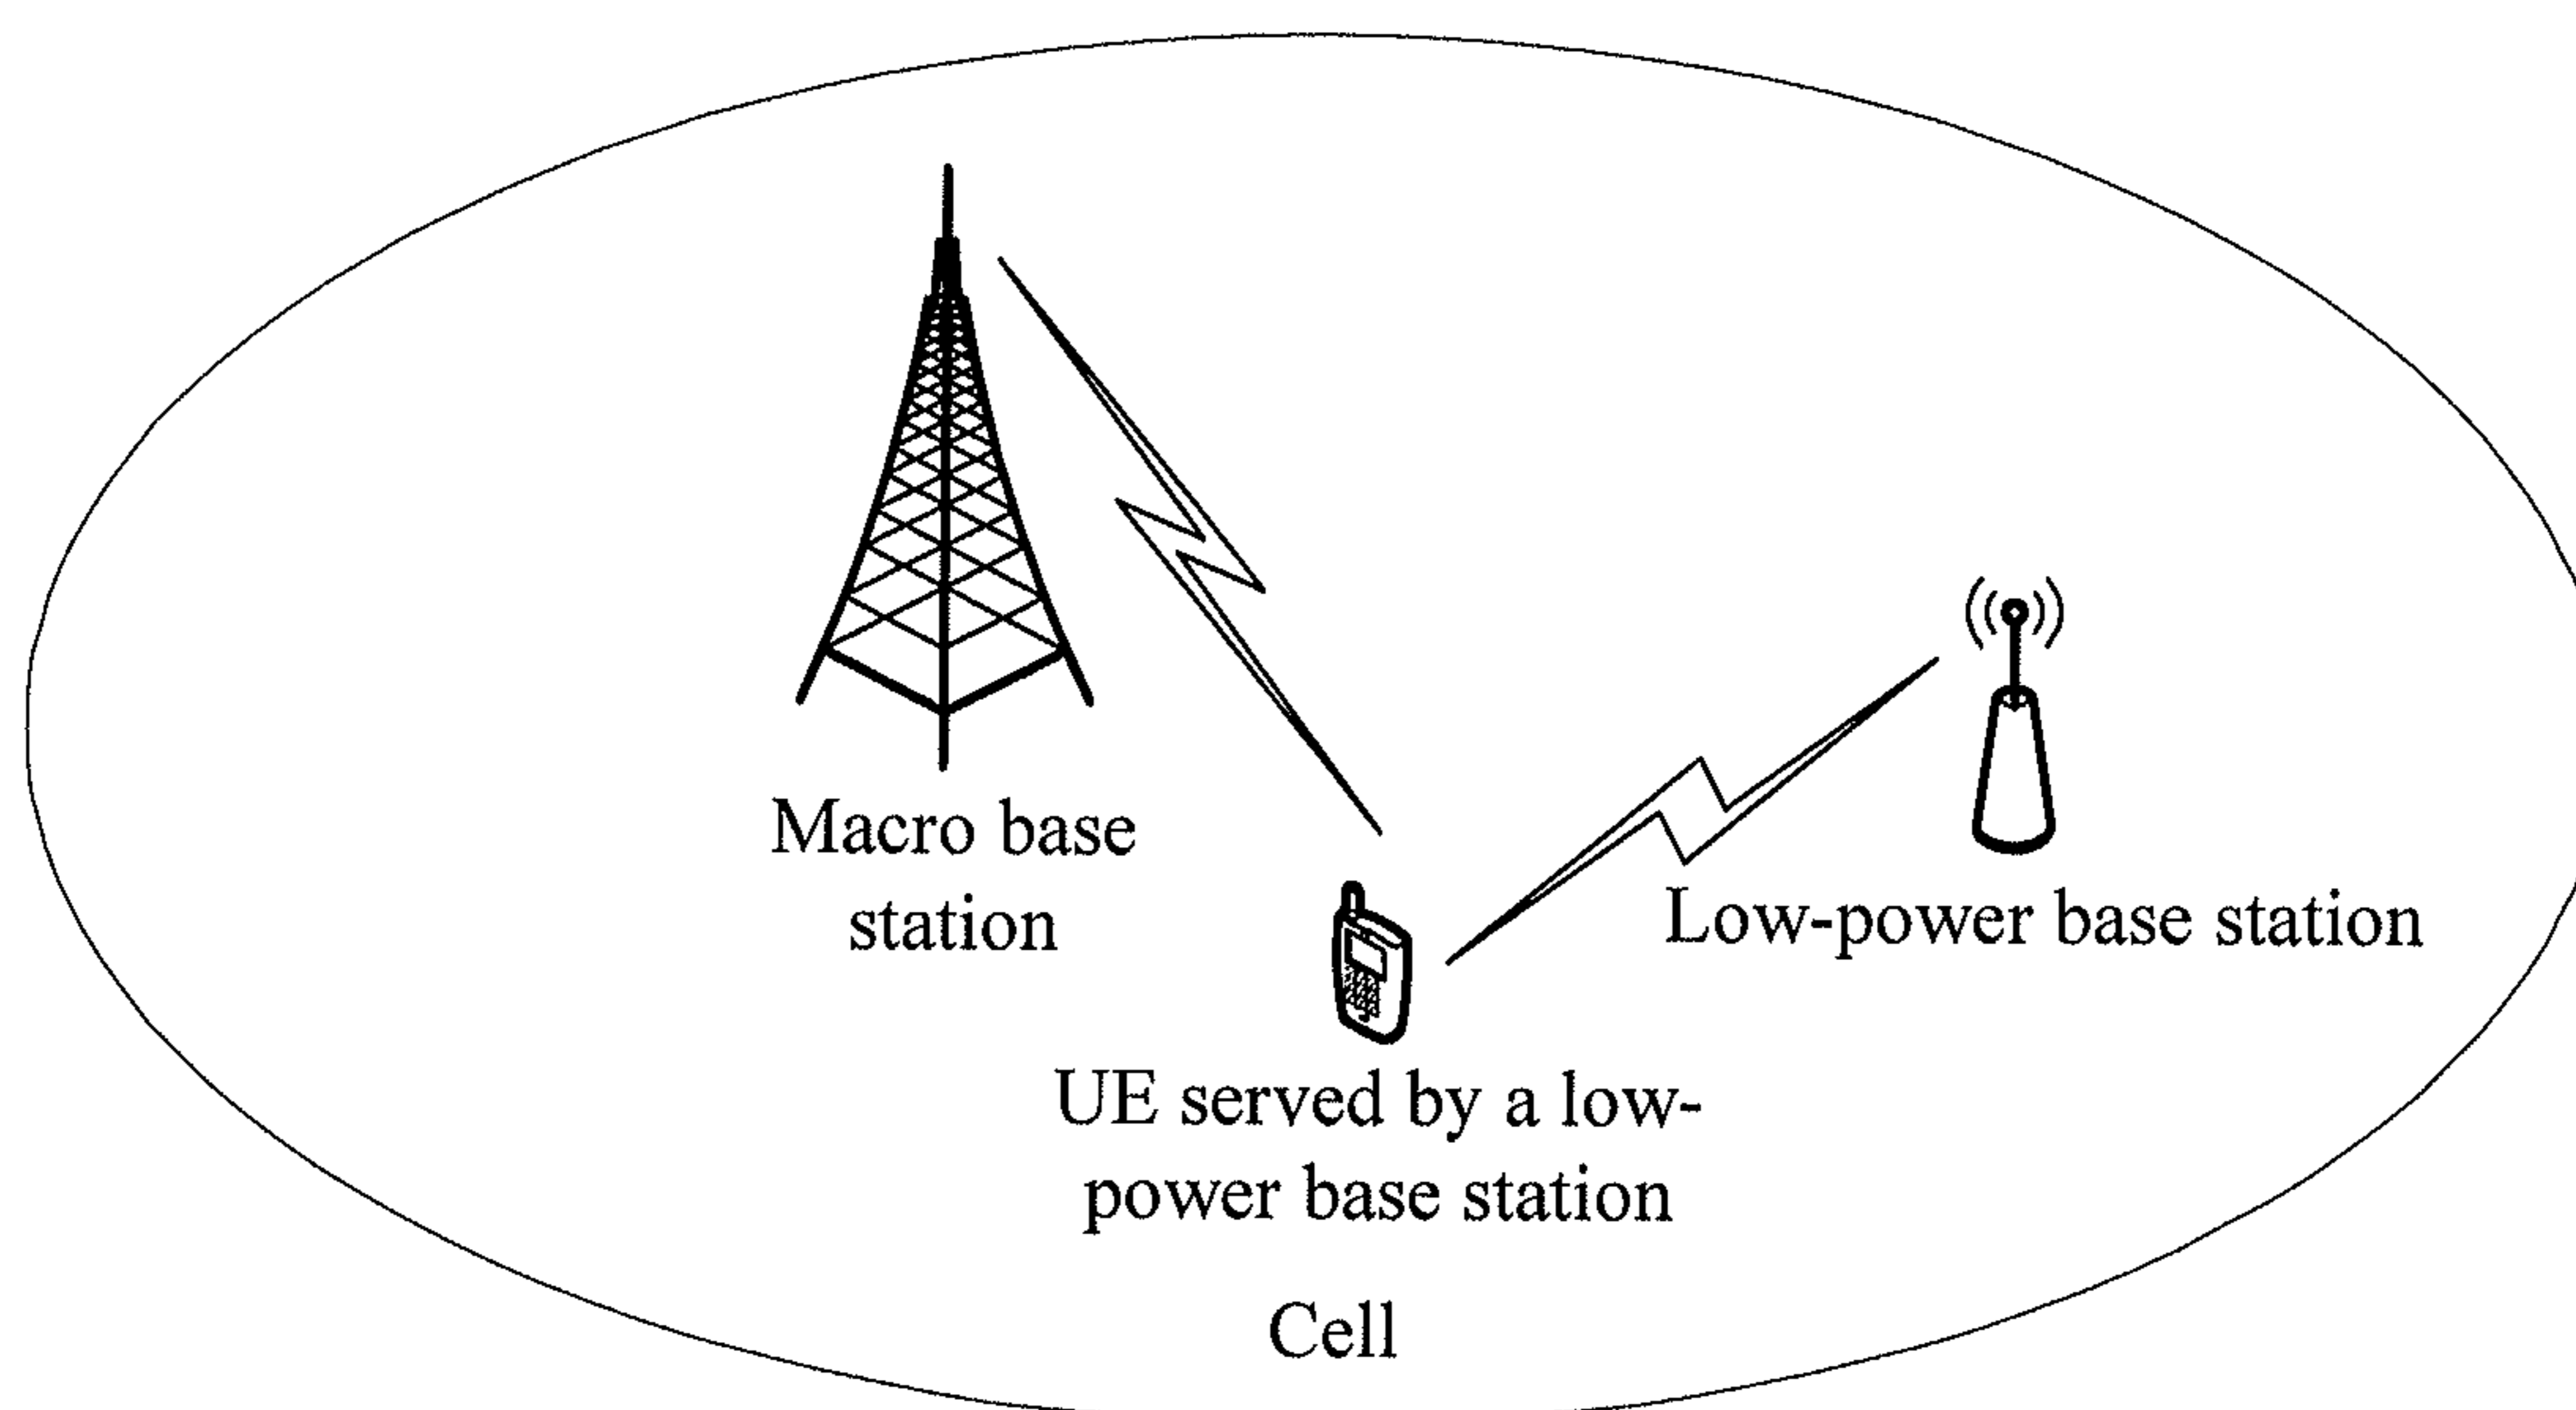 Macro base
station
Low-power base station
UE served by a low-
power base station
Cell